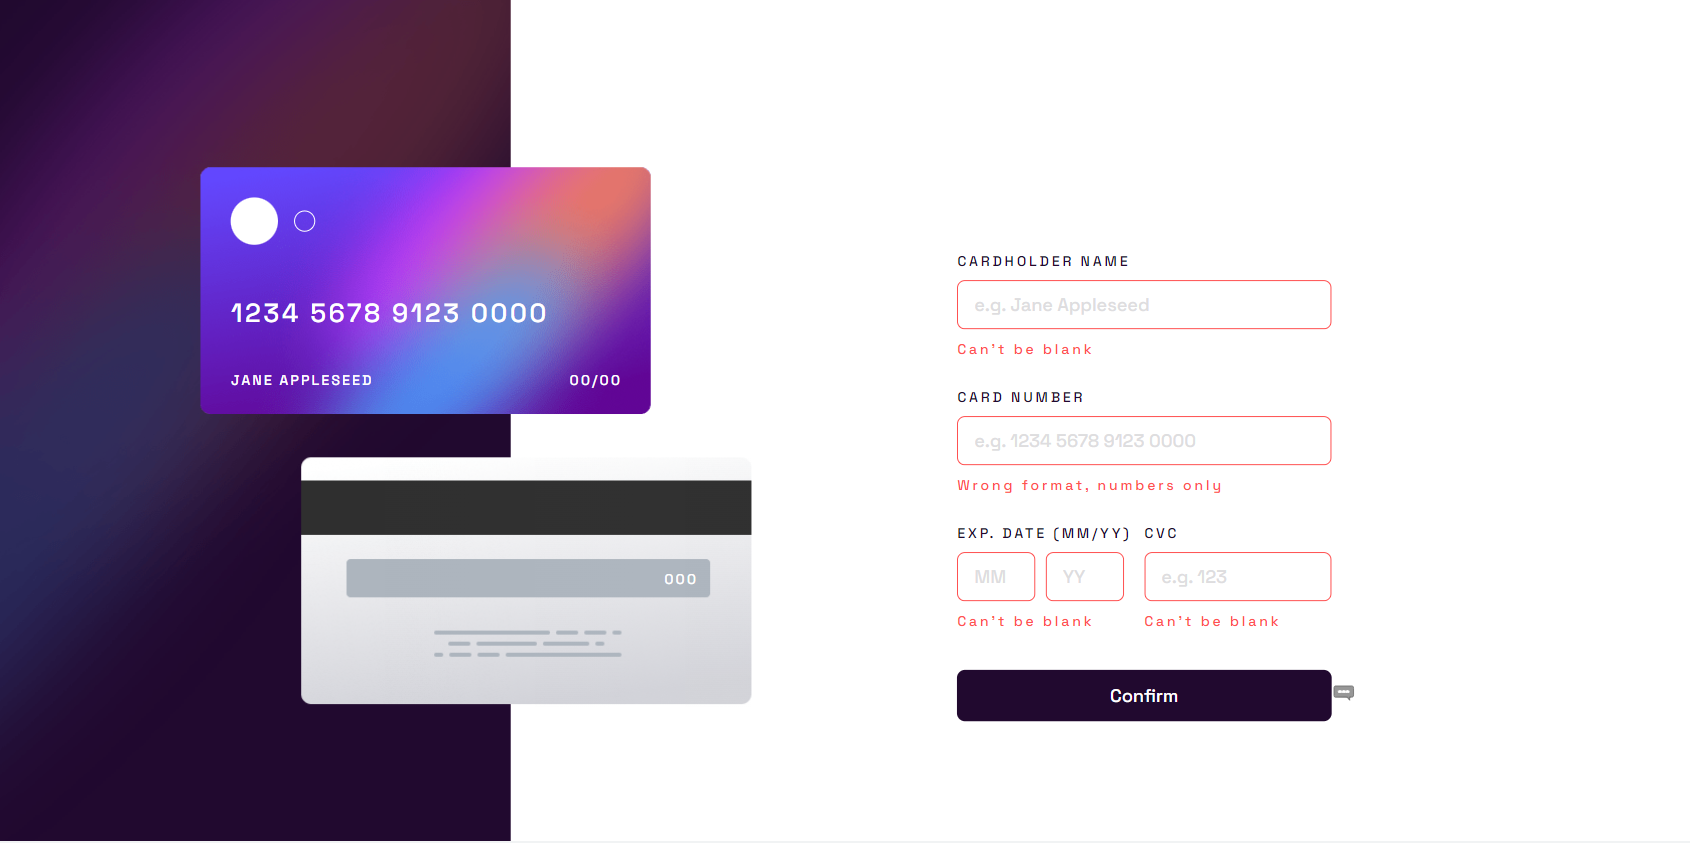 1234 5678 9123 0000
JANE APPLESEED 00/00
000
CARDHOLDER NAME
e.g. Jane Appleseed
Can't be blank
CARD NUMBER
e.g. 1234 5678 9123 0000
Wrong format, numbers only
EXP. DATE (MM/YY) CVC
MM YY e.g. 123
Can't be blank Can't be blank
Confirm